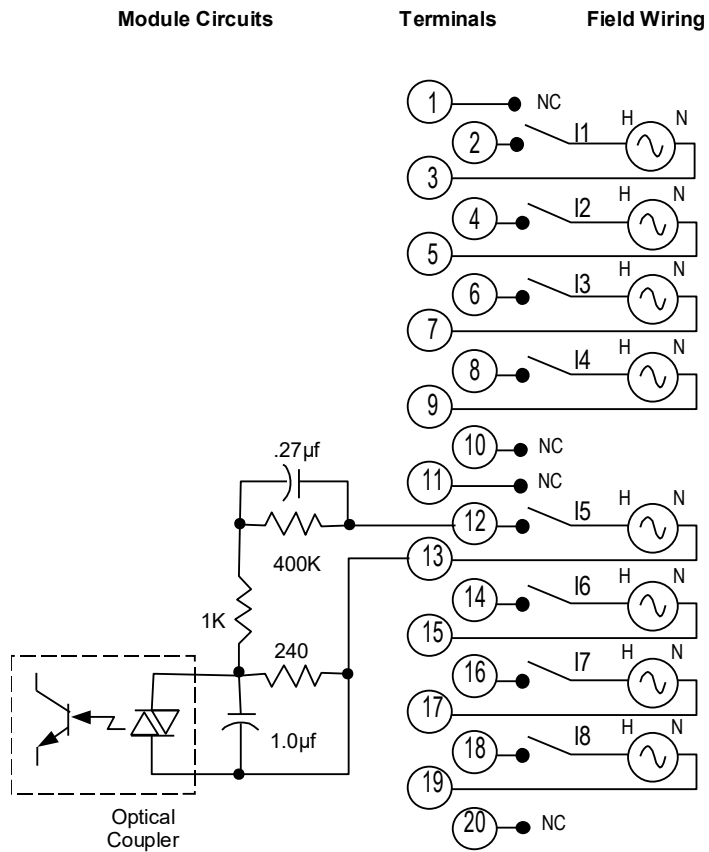 Module Circuits Terminals Field Wiring
1 NC
2 I1 H N
3
4 I2 H N
5
6 I3 H N
7
8 I4 H N
9
10 NC
11 NC
.27µf
12 I5 H N
400K
13
14 I6 H N
1K
15
240
16 I7 H N
17
1.0µf
18 I8 H N
19
Optical
Coupler
20 NC